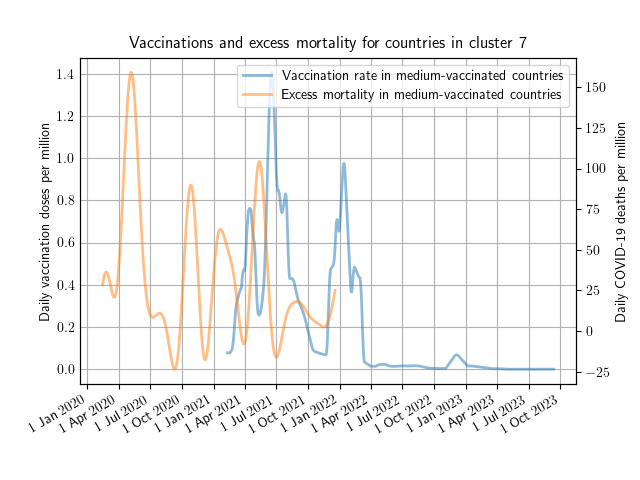 Vaccinations and excess mortality for countries in cluster 7
Vaccination rate in medium-vaccinated countries
Excess mortality in medium-vaccinated countries
Daily vaccination doses per million
1.4
1.2
1.0
0.8
0.6
0.4
0.2
0.0
Daily COVID-19 deaths per million
150
125
100
75
50
25
0
−25
1 Jan 2020
1 Apr 2020
1 Jul 2020
1 Oct 2020
1 Jan 2021
1 Apr 2021
1 Jul 2021
1 Oct 2021
1 Jan 2022
1 Apr 2022
1 Jul 2022
1 Oct 2022
1 Jan 2023
1 Apr 2023
1 Jul 2023
1 Oct 2023